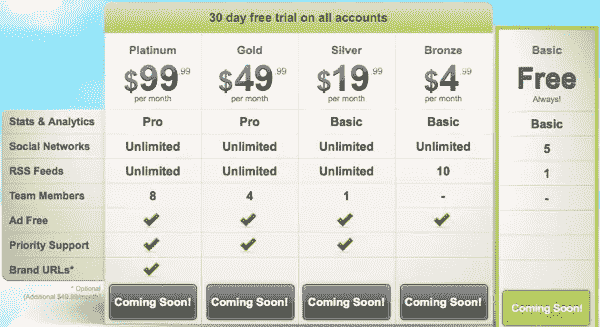 30 day free trial on all accounts
Platinum Gold Silver Bronze Basic
$99.99 $49.99 $19.99 $4.99 Free
per month per month per month per month Always!
Stats & Analytics Pro Pro Basic Basic Basic
Social Networks Unlimited Unlimited Unlimited Unlimited 5
RSS Feeds Unlimited Unlimited Unlimited 10 1
Team Members 8 4 1 - -
Ad Free ✔ ✔ ✔ ✔
Priority Support ✔ ✔ ✔
Brand URLs* ✔
* Optional
(Additional $49.99/month)
Coming Soon! Coming Soon! Coming Soon! Coming Soon! Coming Soon!